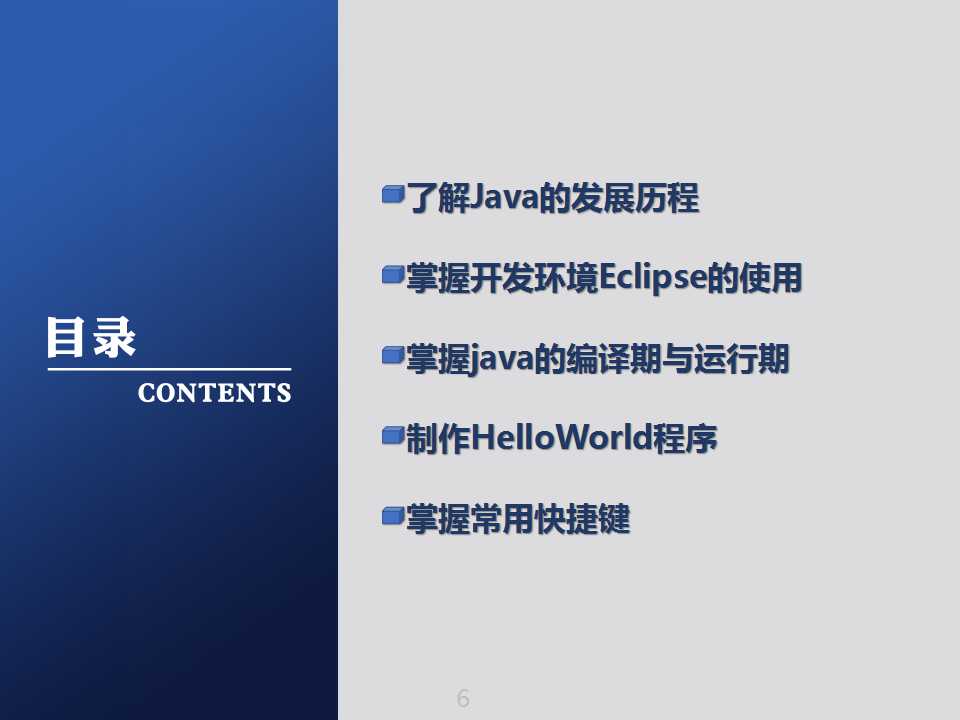 目录
CONTENTS
了解Java的发展历程
掌握开发环境Eclipse的使用
掌握java的编译期与运行期
制作HelloWorld程序
掌握常用快捷键
6